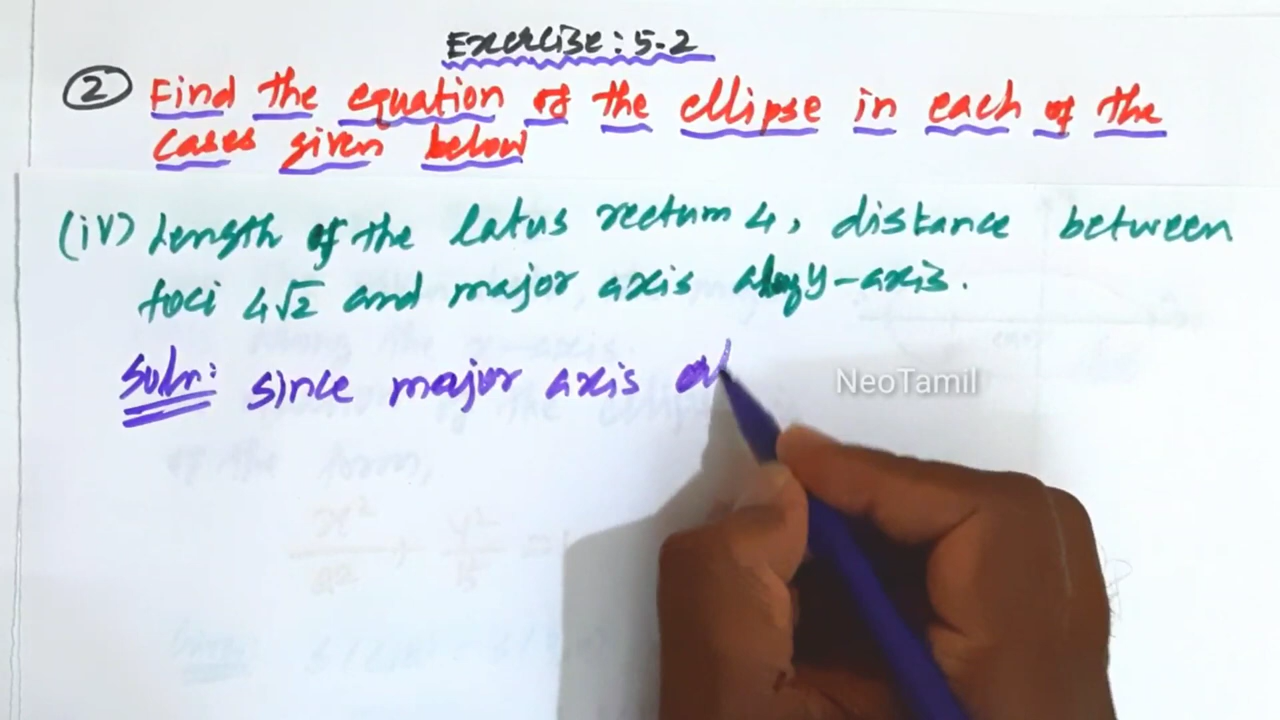 Exercise: 5.2
② Find the equation of the ellipse in each of the
cases given below
(iv) Length of the latus rectum 4, distance between
foci 4√2 and major axis along y-axis.
Soln: since major axis al
NeoTamil